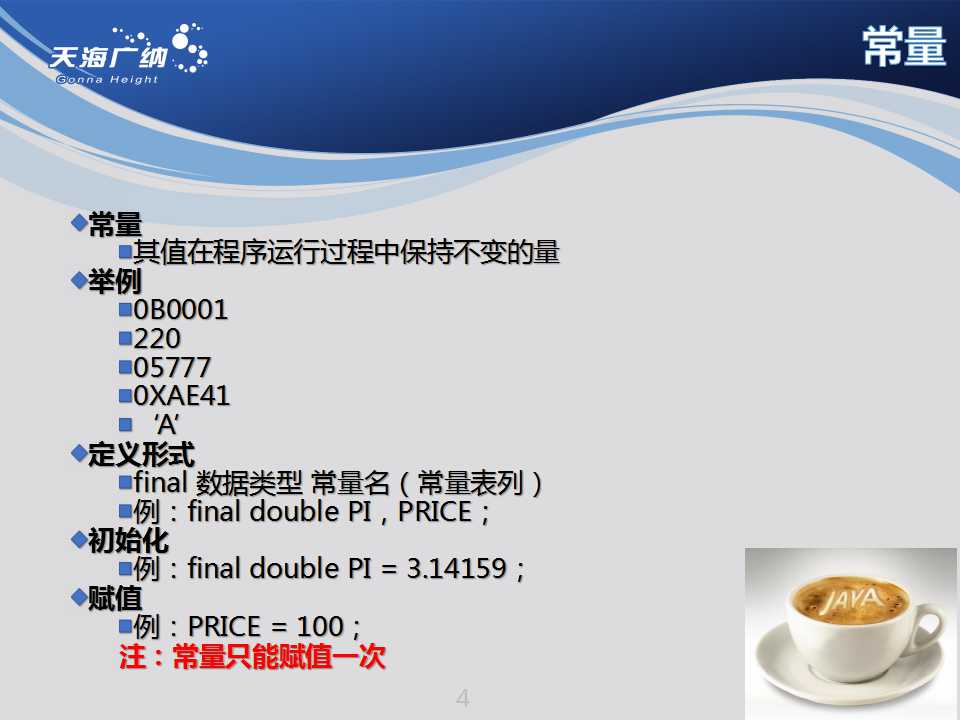 天海广纳
Gonna Height
常量
常量
其值在程序运行过程中保持不变的量
举例
0B0001
220
05777
0XAE41
‘A’
定义形式
final 数据类型 常量名（常量表列）
例：final double PI，PRICE；
初始化
例：final double PI = 3.14159；
赋值
例：PRICE = 100；
注：常量只能赋值一次
JAVA
4